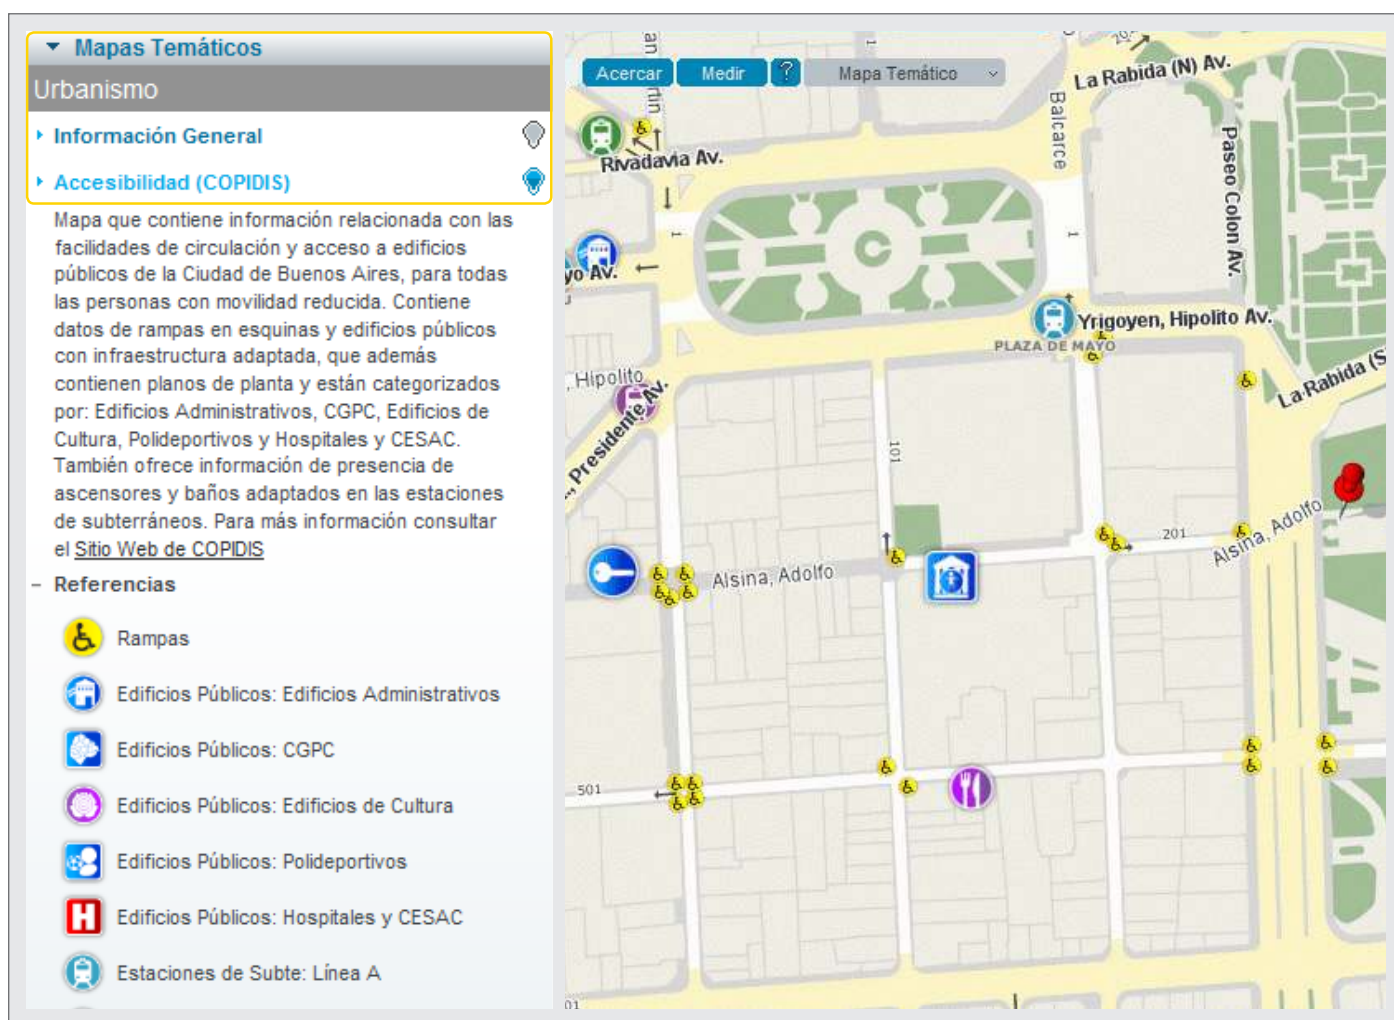 Mapas Temáticos
Urbanismo
Información General
Accesibilidad (COPIDIS)
Mapa que contiene información relacionada con las
facilidades de circulación y acceso a edificios
públicos de la Ciudad de Buenos Aires, para todas
las personas con movilidad reducida. Contiene
datos de rampas en esquinas y edificios públicos
con infraestructura adaptada, que además
contienen planos de planta y están categorizados
por: Edificios Administrativos, CGPC, Edificios de
Cultura, Polideportivos y Hospitales y CESAC.
También ofrece información de presencia de
ascensores y baños adaptados en las estaciones
de subterráneos. Para más información consultar
el Sitio Web de COPIDIS
– Referencias
Rampas
Edificios Públicos: Edificios Administrativos
Edificios Públicos: CGPC
Edificios Públicos: Edificios de Cultura
Edificios Públicos: Polideportivos
H
Edificios Públicos: Hospitales y CESAC
Estaciones de Subte: Línea A
Acercar
Medir
?
Mapa Temático
La Rabida (N) Av.
Balcarce
Rivadavia Av.
Paseo Colon Av.
1
1
1
1
yo Av.
Yrigoyen, Hipolito Av.
PLAZA DE MAYO
La Rabida (S
, Hipolito
., Presidente Av.
101
201
Alsina, Adolfo
Alsina, Adolfo
501
01